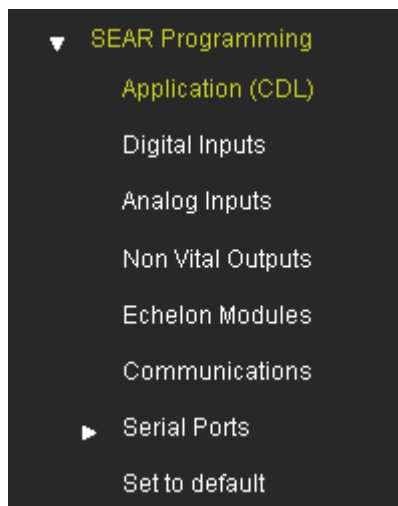 SEAR Programming
Application (CDL)
Digital Inputs
Analog Inputs
Non Vital Outputs
Echelon Modules
Communications
Serial Ports
Set to default